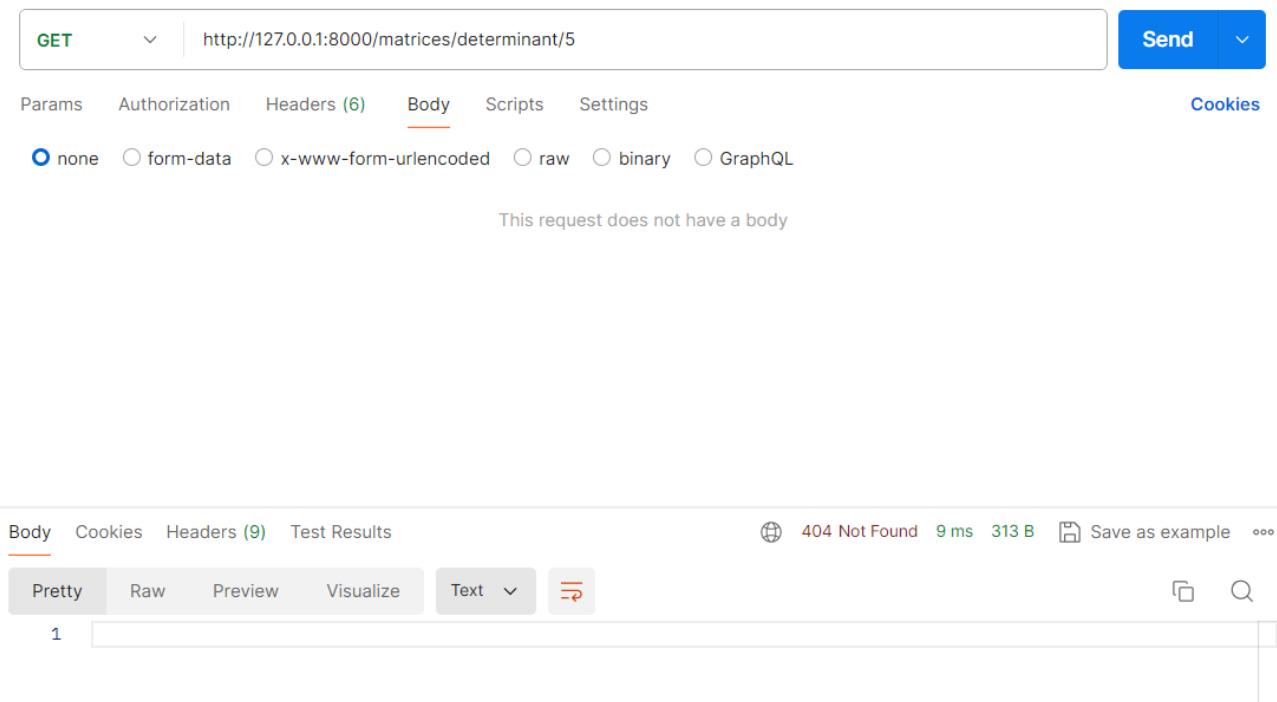 GET http://127.0.0.1:8000/matrices/determinant/5 Send
Params Authorization Headers (6) Body Scripts Settings Cookies
none form-data x-www-form-urlencoded raw binary GraphQL
This request does not have a body
Body Cookies Headers (9) Test Results 404 Not Found 9 ms 313 B Save as example
Pretty Raw Preview Visualize Text
1